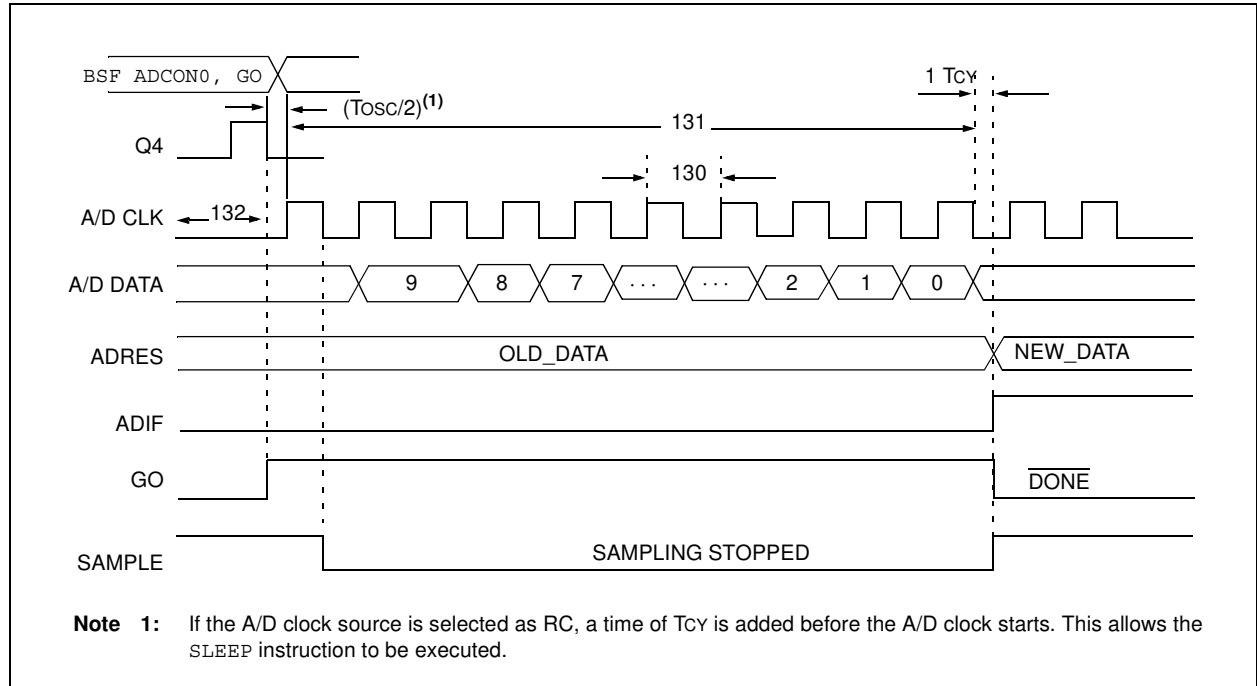 BSF ADCON0, GO
1 TCY
(TOSC/2)(1)
131
Q4
130
A/D CLK
132
A/D DATA
9 8 7 . . . . . . 2 1 0
ADRES
OLD_DATA
NEW_DATA
ADIF
GO
DONE
SAMPLE
SAMPLING STOPPED
Note 1: If the A/D clock source is selected as RC, a time of TCY is added before the A/D clock starts. This allows the
SLEEP instruction to be executed.